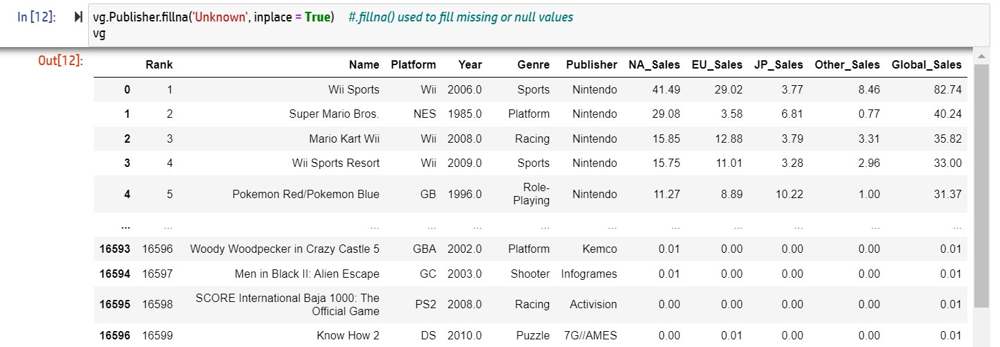 In [12]: vg.Publisher.fillna('Unknown', inplace = True) #.fillna() used to fill missing or null values
vg
Out[12]:
Rank Name Platform Year Genre Publisher NA_Sales EU_Sales JP_Sales Other_Sales Global_Sales
0 1 Wii Sports Wii 2006.0 Sports Nintendo 41.49 29.02 3.77 8.46 82.74
1 2 Super Mario Bros. NES 1985.0 Platform Nintendo 29.08 3.58 6.81 0.77 40.24
2 3 Mario Kart Wii Wii 2008.0 Racing Nintendo 15.85 12.88 3.79 3.31 35.82
3 4 Wii Sports Resort Wii 2009.0 Sports Nintendo 15.75 11.01 3.28 2.96 33.00
4 5 Pokemon Red/Pokemon Blue GB 1996.0 Role-
Playing Nintendo 11.27 8.89 10.22 1.00 31.37
... ... ... ... ... ... ... ... ... ... ... ...
16593 16596 Woody Woodpecker in Crazy Castle 5 GBA 2002.0 Platform Kemco 0.01 0.00 0.00 0.00 0.01
16594 16597 Men in Black II: Alien Escape GC 2003.0 Shooter Infogrames 0.01 0.00 0.00 0.00 0.01
16595 16598 SCORE International Baja 1000: The
Official Game PS2 2008.0 Racing Activision 0.00 0.00 0.00 0.00 0.01
16596 16599 Know How 2 DS 2010.0 Puzzle 7G//AMES 0.00 0.01 0.00 0.00 0.01